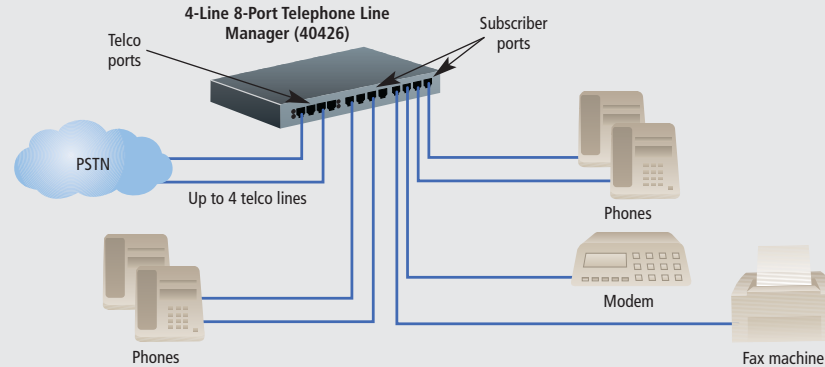 4-Line 8-Port Telephone Line
Manager (40426)
Telco
ports
Subscriber
ports
PSTN
Up to 4 telco lines
Phones
Modem
Phones
Fax machine